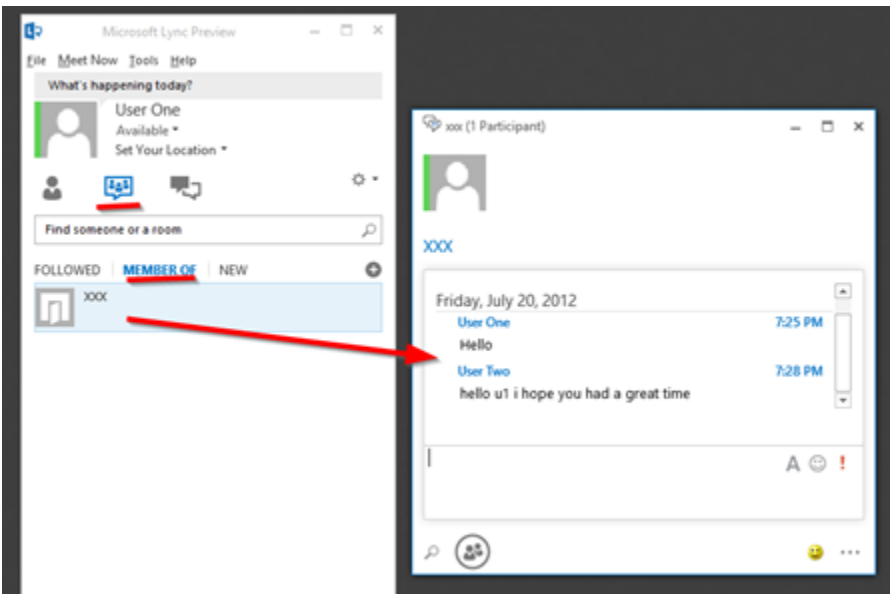 Microsoft Lync Preview
File Meet Now Tools Help
What's happening today?
User One
Available
Set Your Location
Find someone or a room
FOLLOWED MEMBER OF NEW
xxx
xxx (1 Participant)
XXX
Friday, July 20, 2012
User One 7:25 PM
Hello
User Two 7:28 PM
hello u1 i hope you had a great time
A !